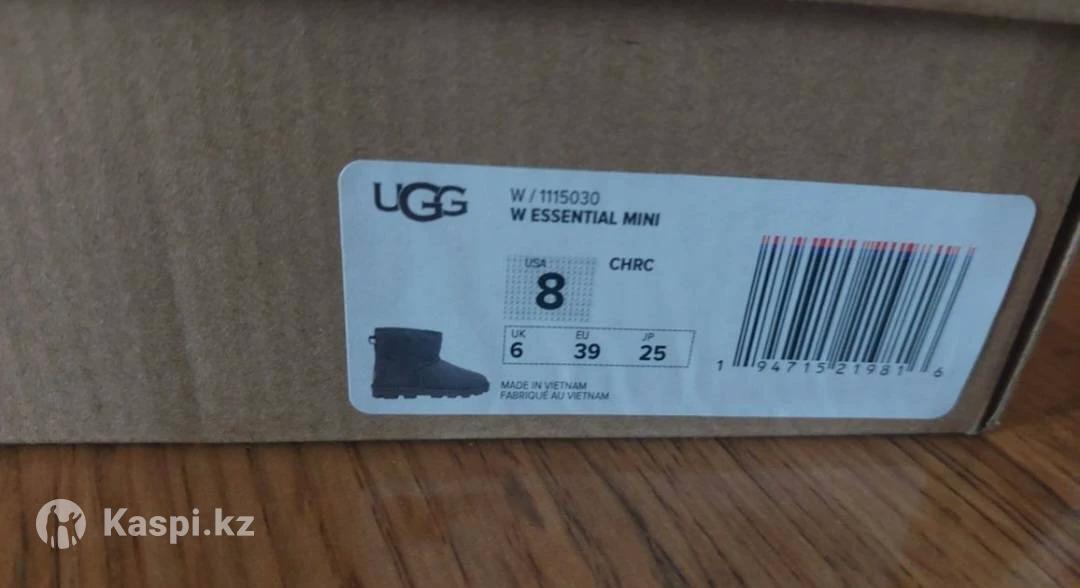 UGG
W / 1115030
W ESSENTIAL MINI
USA
8
CHRC
UK EU JP
6 39 25
MADE IN VIETNAM
FABRIQUÉ AU VIETNAM
1 94715 21981 6
Kaspi.kz